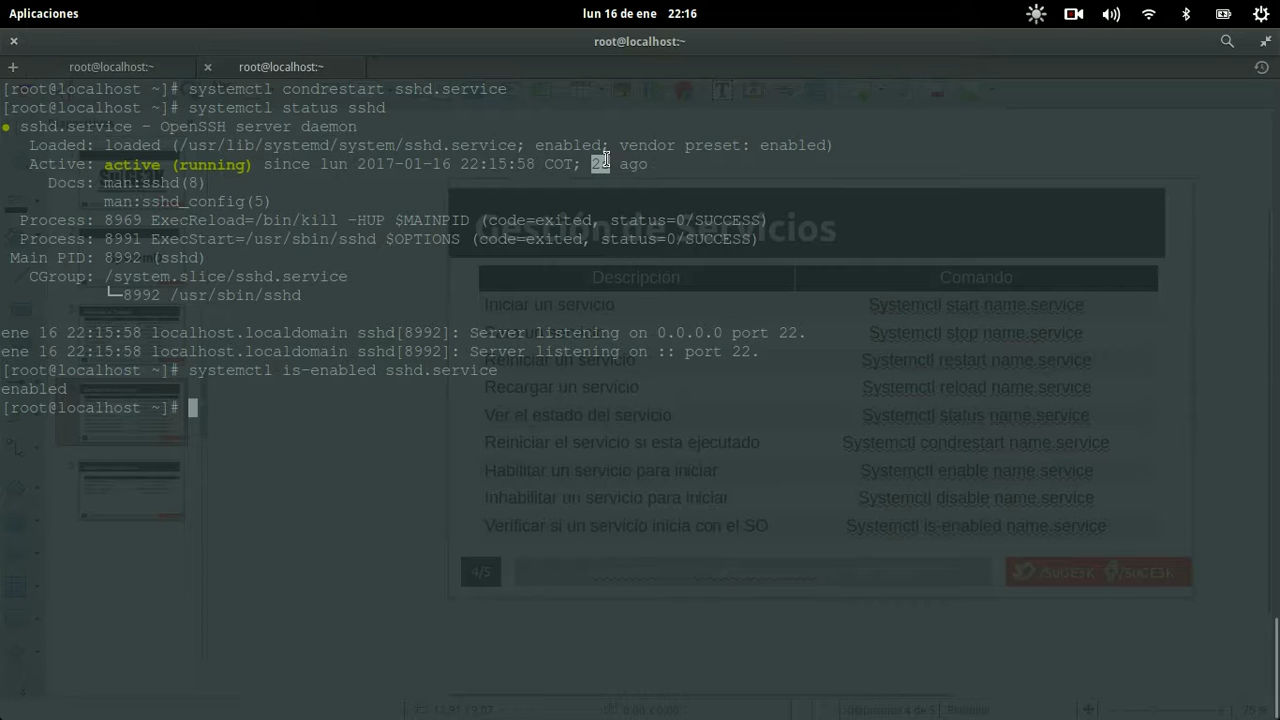 Aplicaciones
lun 16 de ene 22:16
root@localhost:~
root@localhost:~
root@localhost:~
[root@localhost ~]# systemctl condrestart sshd.service
[root@localhost ~]# systemctl status sshd
● sshd.service - OpenSSH server daemon
Loaded: loaded (/usr/lib/systemd/system/sshd.service; enabled; vendor preset: enabled)
Active: active (running) since lun 2017-01-16 22:15:58 COT; ago
Docs: man:sshd(8)
man:sshd_config(5)
Process: 8969 ExecReload=/bin/kill -HUP $MAINPID (code=exited, status=0/SUCCESS)
Process: 8991 ExecStart=/usr/sbin/sshd $OPTIONS (code=exited, status=0/SUCCESS)
Main PID: 8992 (sshd)
CGroup: /system.slice/sshd.service
└─8992 /usr/sbin/sshd
ene 16 22:15:58 localhost.localdomain sshd[8992]: Server listening on 0.0.0.0 port 22.
ene 16 22:15:58 localhost.localdomain sshd[8992]: Server listening on :: port 22.
[root@localhost ~]# systemctl is-enabled sshd.service
enabled
[root@localhost ~]#
Gestión de Servicios
Descripción Comando
Iniciar un servicio Systemctl start name.service
Systemctl stop name.service
Reiniciar un servicio Systemctl restart name.service
Recargar un servicio Systemctl reload name.service
Ver el estado del servicio Systemctl status name.service
Reiniciar el servicio si esta ejecutado Systemctl condrestart name.service
Habilitar un servicio para iniciar Systemctl enable name.service
Inhabilitar un servicio para iniciar Systemctl disable name.service
Verificar si un servicio inicia con el SO Systemctl is-enabled name.service
4/5
/SUGE3K /SUGE3K